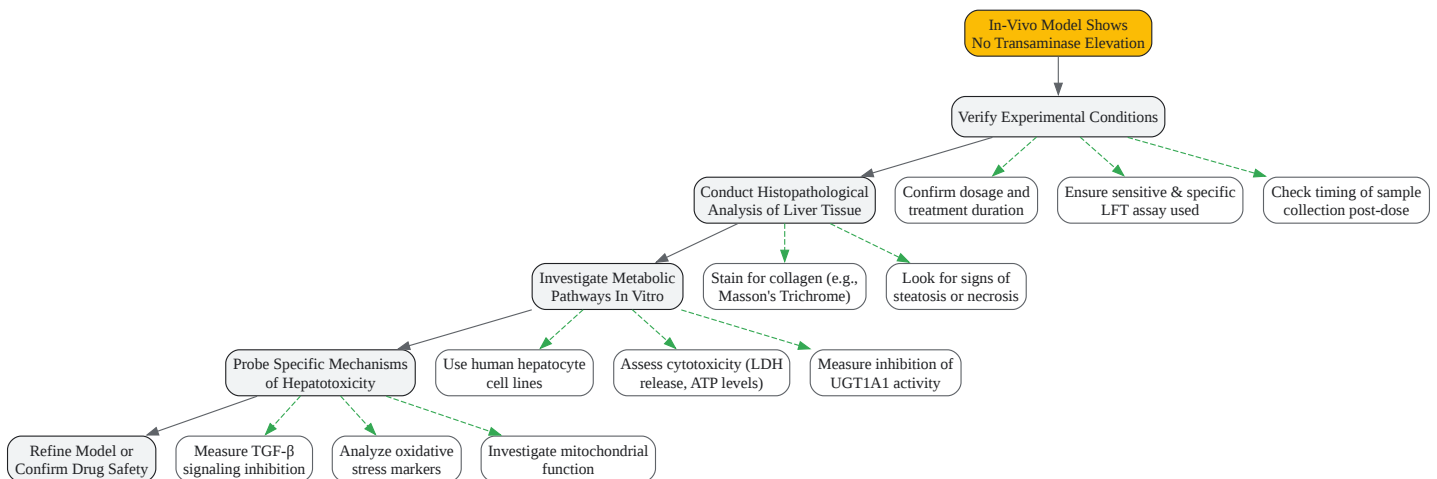 In-Vivo Model Shows
No Transaminase Elevation
Verify Experimental Conditions
Conduct Histopathological
Analysis of Liver Tissue
Confirm dosage and
treatment duration
Ensure sensitive & specific
LFT assay used
Check timing of sample
collection post-dose
Investigate Metabolic
Pathways In Vitro
Stain for collagen (e.g.,
Masson's Trichrome)
Look for signs of
steatosis or necrosis
Probe Specific Mechanisms
of Hepatotoxicity
Use human hepatocyte
cell lines
Assess cytotoxicity (LDH
release, ATP levels)
Measure inhibition of
UGT1A1 activity
Refine Model or
Confirm Drug Safety
Measure TGF-β
signaling inhibition
Analyze oxidative
stress markers
Investigate mitochondrial
function